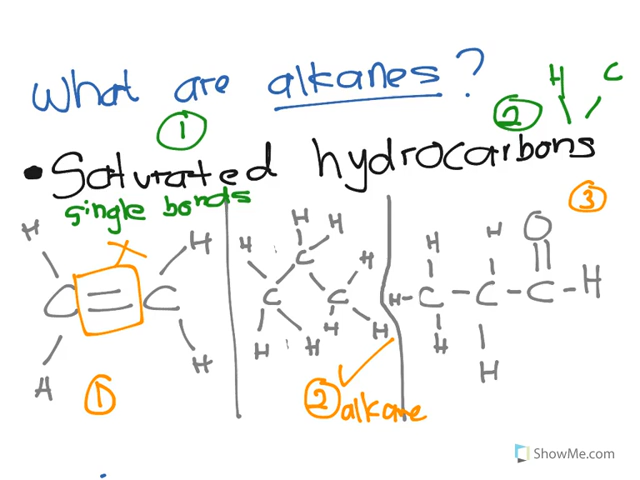 What are alkanes ?
① ② H C
• Saturated hydrocarbons
single bonds ③
H H X H H H H H O
H H C H
C = C C C H - C - C - C - H
H H H H H H H H
① ② alkane
ShowMe.com